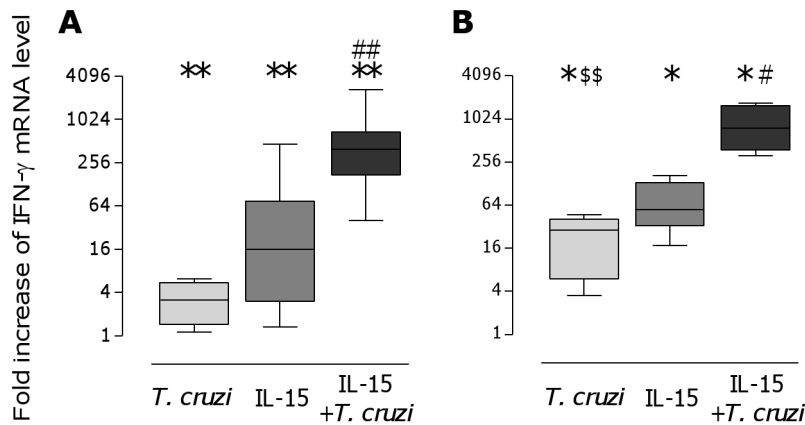 Fold increase of IFN-γ mRNA level
A
4096
1024
256
64
16
4
1
**
**
##
**
T. cruzi
IL-15
IL-15
+T. cruzi
B
4096
1024
256
64
16
4
1
*$$
*
*#
T. cruzi
IL-15
IL-15
+T. cruzi